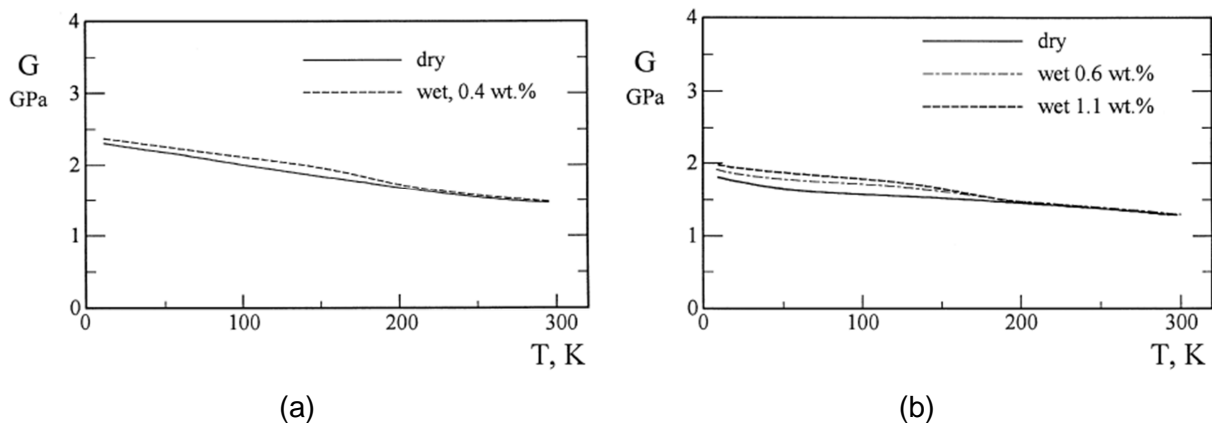 4
G
GPa
3
2
1
0
dry
wet, 0.4 wt.%
0 100 200 300
T, K
(a)
4
G
GPa
3
2
1
0
dry
wet 0.6 wt.%
wet 1.1 wt.%
0 100 200 300
T, K
(b)